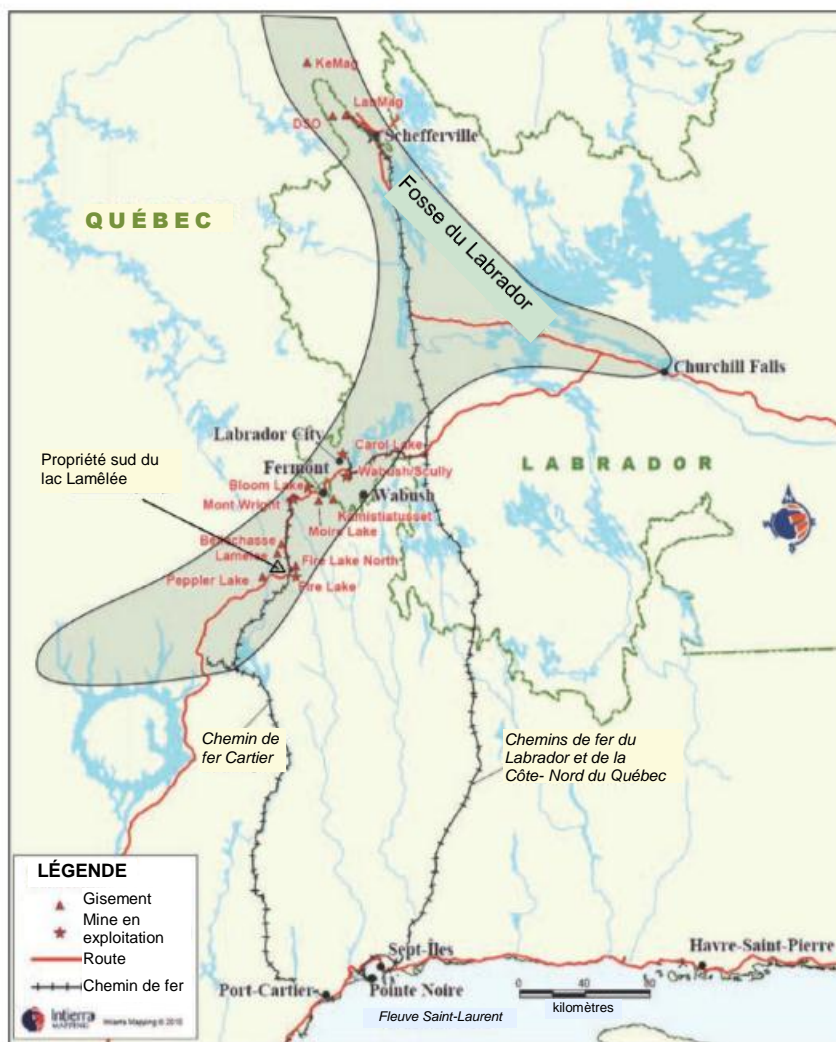 KeMag
LabMag
DSO
Schefferville
QUÉBEC
Fosse du Labrador
Churchill Falls
Labrador City
Carol Lake
Propriété sud du
lac Lamêlée
Fermont
Wabush/Scully
LABRADOR
Bloom Lake
Wabush
Mont Wright
Kamistiatusset
Moire Lake
Bellechasse
Lamelee
Fire Lake North
Peppler Lake
Fire Lake
Chemin de
fer Cartier
Chemins de fer du
Labrador et de la
Côte- Nord du Québec
LÉGENDE
Gisement
Mine en
exploitation
Route
Chemin de fer
Intierra
MAPPING
Intierra Mapping © 2010
Sept-Îles
Havre-Saint-Pierre
Port-Cartier
Pointe Noire
kilomètres
Fleuve Saint-Laurent